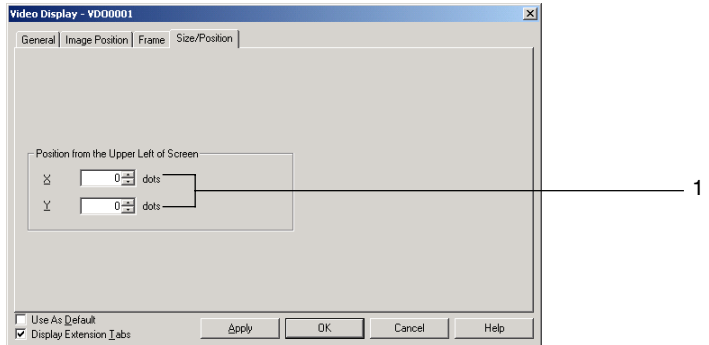 Video Display - VDO0001
General Image Position Frame Size/Position
Position from the Upper Left of Screen
X 0 dots
1
Y 0 dots
Use As Default
Display Extension Tabs
Apply OK Cancel Help